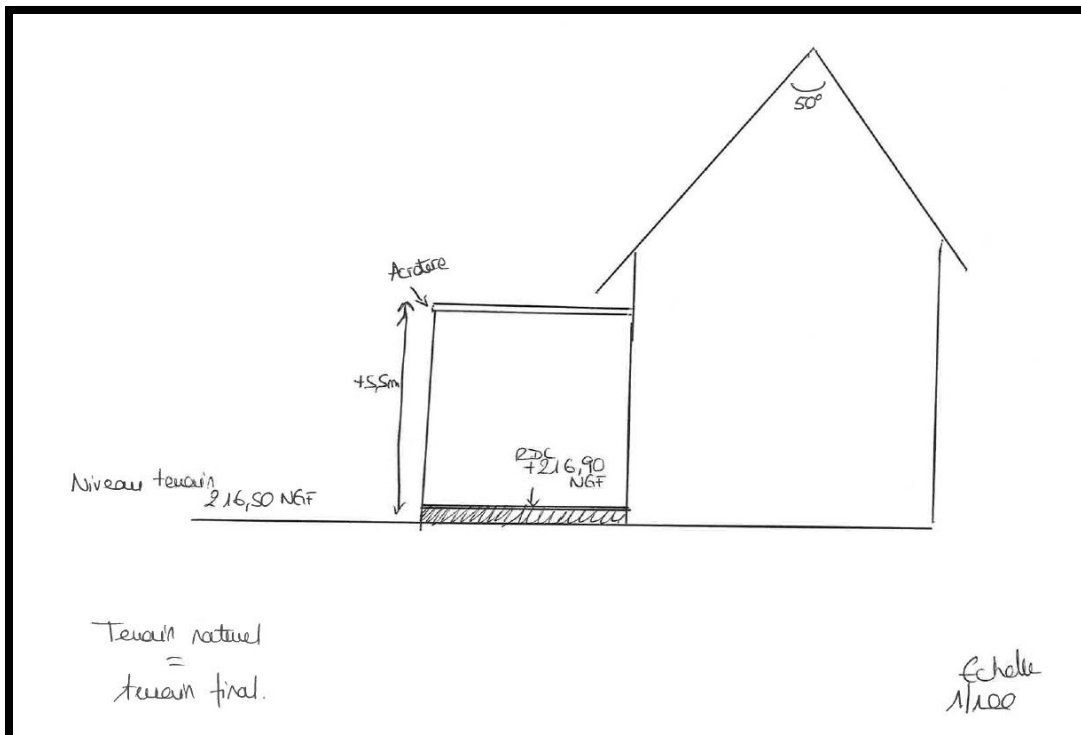 50°
Acrotère
+5,5m
RDC
+216,90
NGF
Niveau terrain
216,50 NGF
Terrain naturel
=
terrain final.
Echelle
1/100